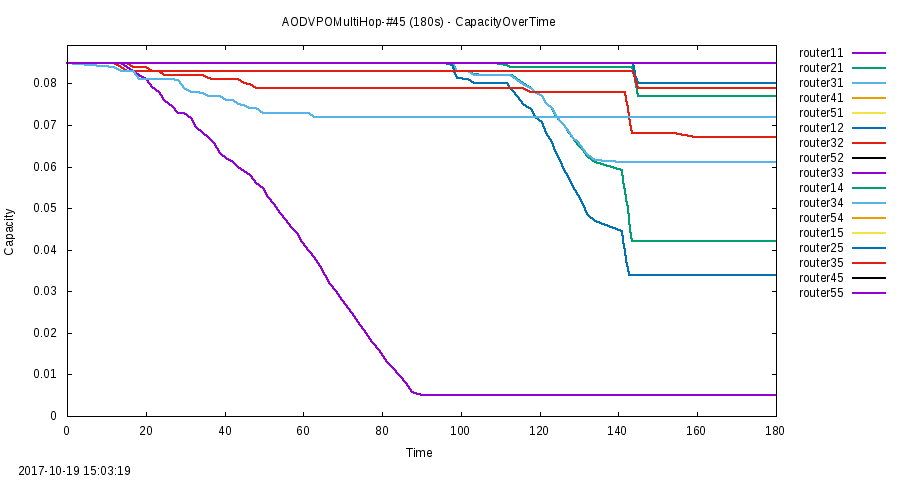 AODVPOMultiHop-#45 (180s) - CapacityOverTime
router11
router21
router31
router41
router51
router12
router32
router52
router33
router14
router34
router54
router15
router25
router35
router45
router55
Capacity
0.08
0.07
0.06
0.05
0.04
0.03
0.02
0.01
0
0 20 40 60 80 100 120 140 160 180
Time
2017-10-19 15:03:19